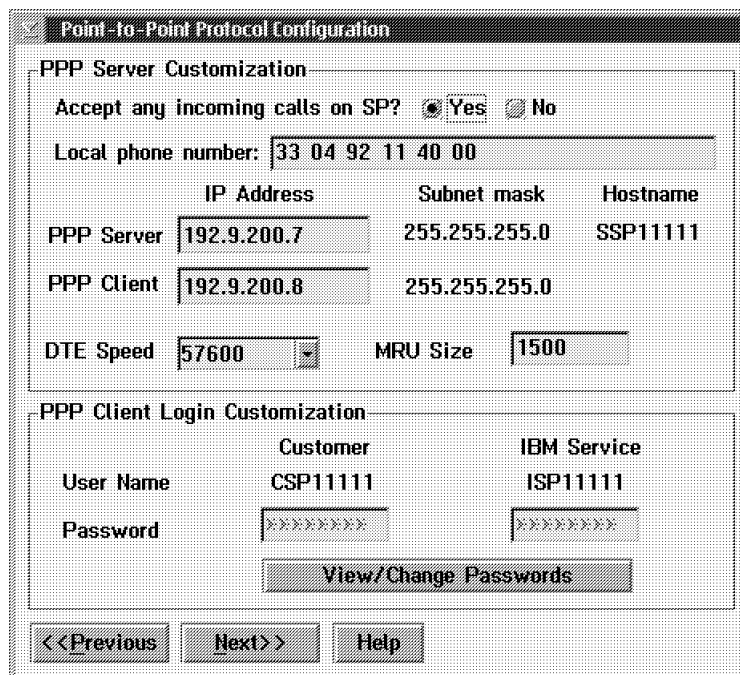 Point-to-Point Protocol Configuration
PPP Server Customization
Accept any incoming calls on SP? Yes No
Local phone number: 33 04 92 11 40 00
IP Address Subnet mask Hostname
PPP Server 192.9.200.7 255.255.255.0 SSP11111
PPP Client 192.9.200.8 255.255.255.0
DTE Speed 57600 MRU Size 1500
PPP Client Login Customization
Customer IBM Service
User Name CSP11111 ISP11111
Password ******** ********
View/Change Passwords
<<Previous Next>> Help